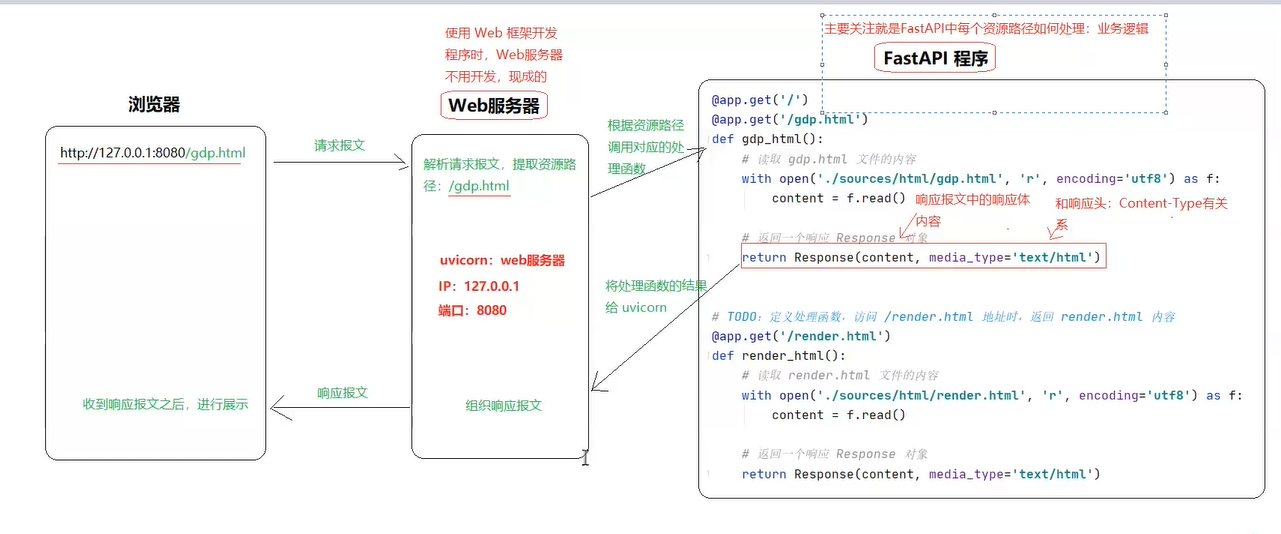 使用 Web 框架开发
程序时，Web服务器
不用开发，现成的
主要关注就是FastAPI中每个资源路径如何处理：业务逻辑
浏览器
Web服务器
FastAPI 程序
http://127.0.0.1:8080/gdp.html
请求报文
解析请求报文，提取资源路
径：/gdp.html
根据资源路径
调用对应的处
理函数
uvicorn：web服务器
IP：127.0.0.1
端口：8080
将处理函数的结果
给 uvicorn
收到响应报文之后，进行展示
响应报文
组织响应报文
@app.get('/')
@app.get('/gdp.html')
def gdp_html():
# 读取 gdp.html 文件的内容
with open('./sources/html/gdp.html', 'r', encoding='utf8') as f:
content = f.read()
响应报文中的响应体
内容
和响应头：Content-Type有关
系
# 返回一个响应 Response 对象
return Response(content, media_type='text/html')
# TODO：定义处理函数，访问 /render.html 地址时，返回 render.html 内容
@app.get('/render.html')
def render_html():
# 读取 render.html 文件的内容
with open('./sources/html/render.html', 'r', encoding='utf8') as f:
content = f.read()
# 返回一个响应 Response 对象
return Response(content, media_type='text/html')